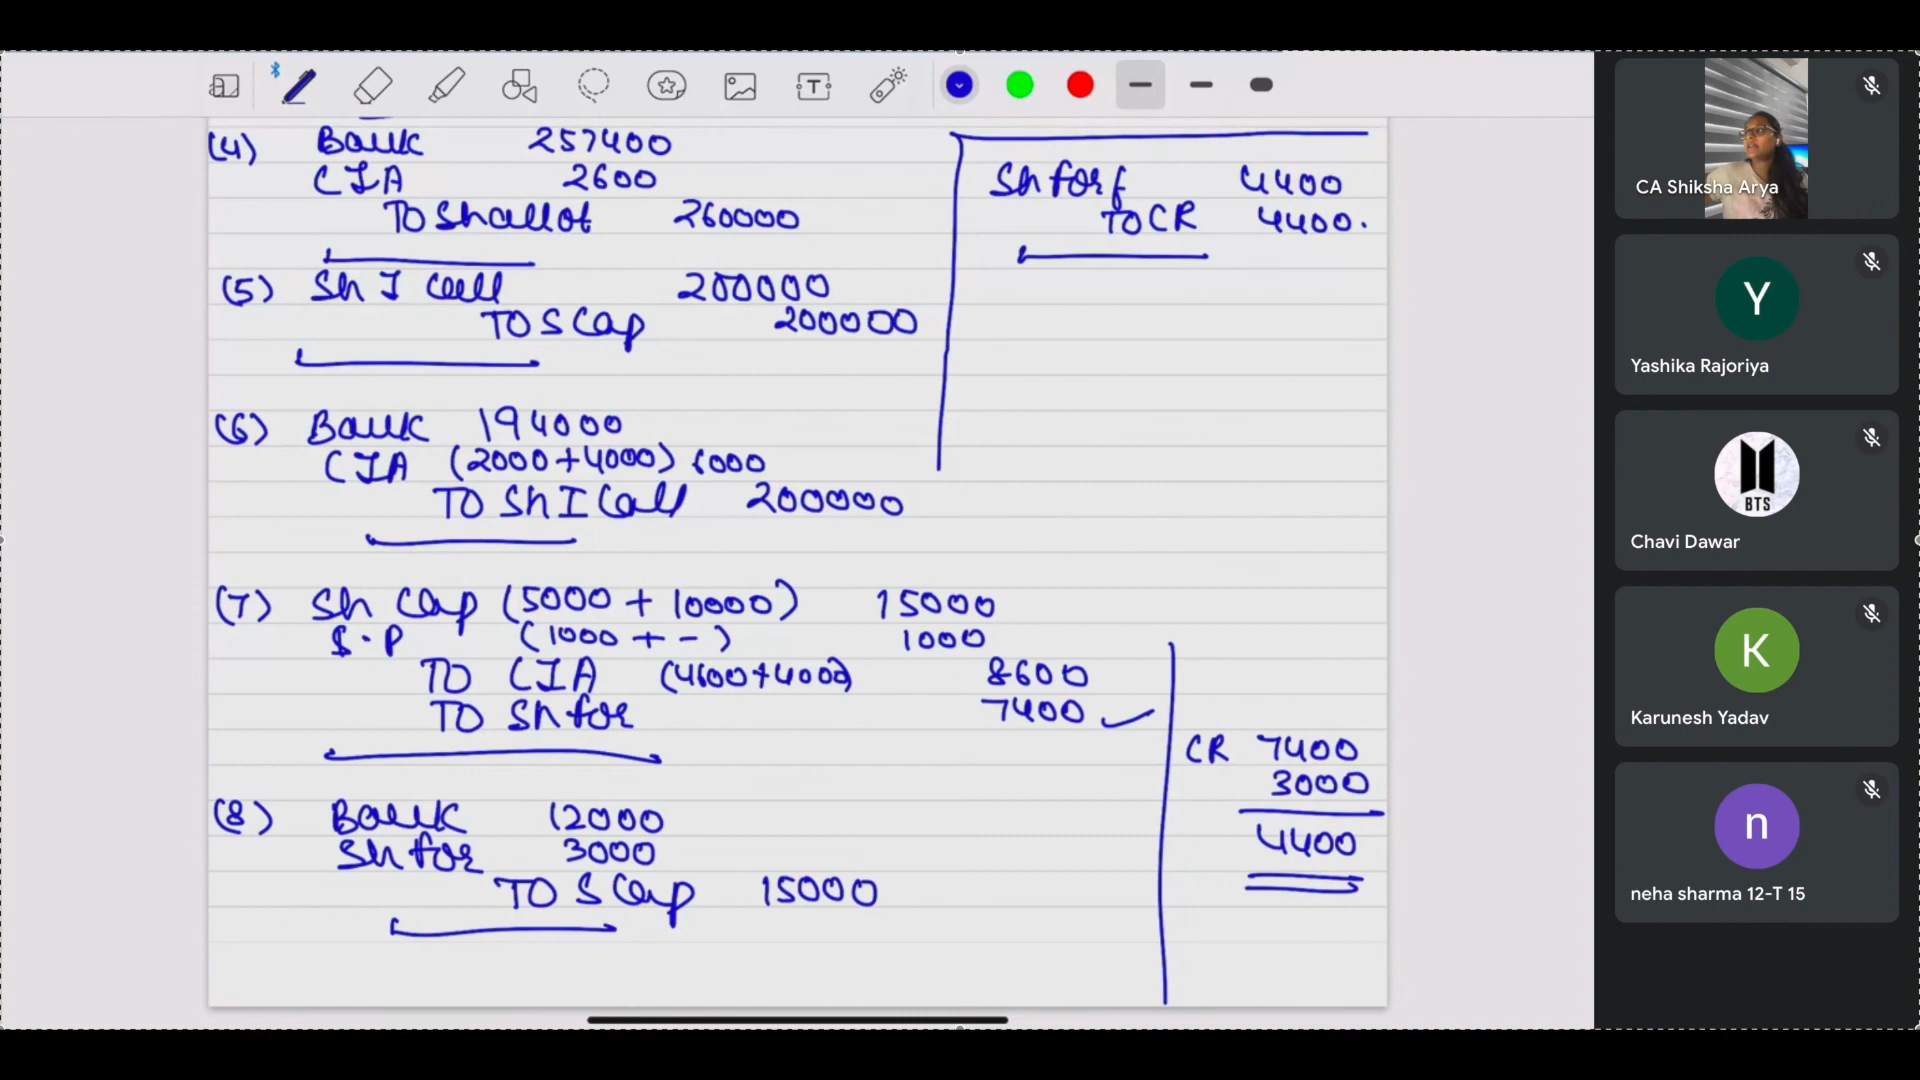 (4) Bank 257400
CIA 2600
TO Shallot 260000
(5) Sh I Call 200000
TO S Cap 200000
(6) Bank 194000
CIA (2000+4000) 6000
TO Sh I Call 200000
(7) Sh Cap (5000 + 10000) 15000
S.P (1000 + -) 1000
TO CIA (4600+4000) 8600
TO Sh for 7400
(8) Bank 12000
Sh for 3000
TO S Cap 15000
Sh forf 4400
TO CR 4400.
CR 7400
3000
4400
CA Shiksha Arya
Y
Yashika Rajoriya
BTS
Chavi Dawar
K
Karunesh Yadav
n
neha sharma 12-T 15